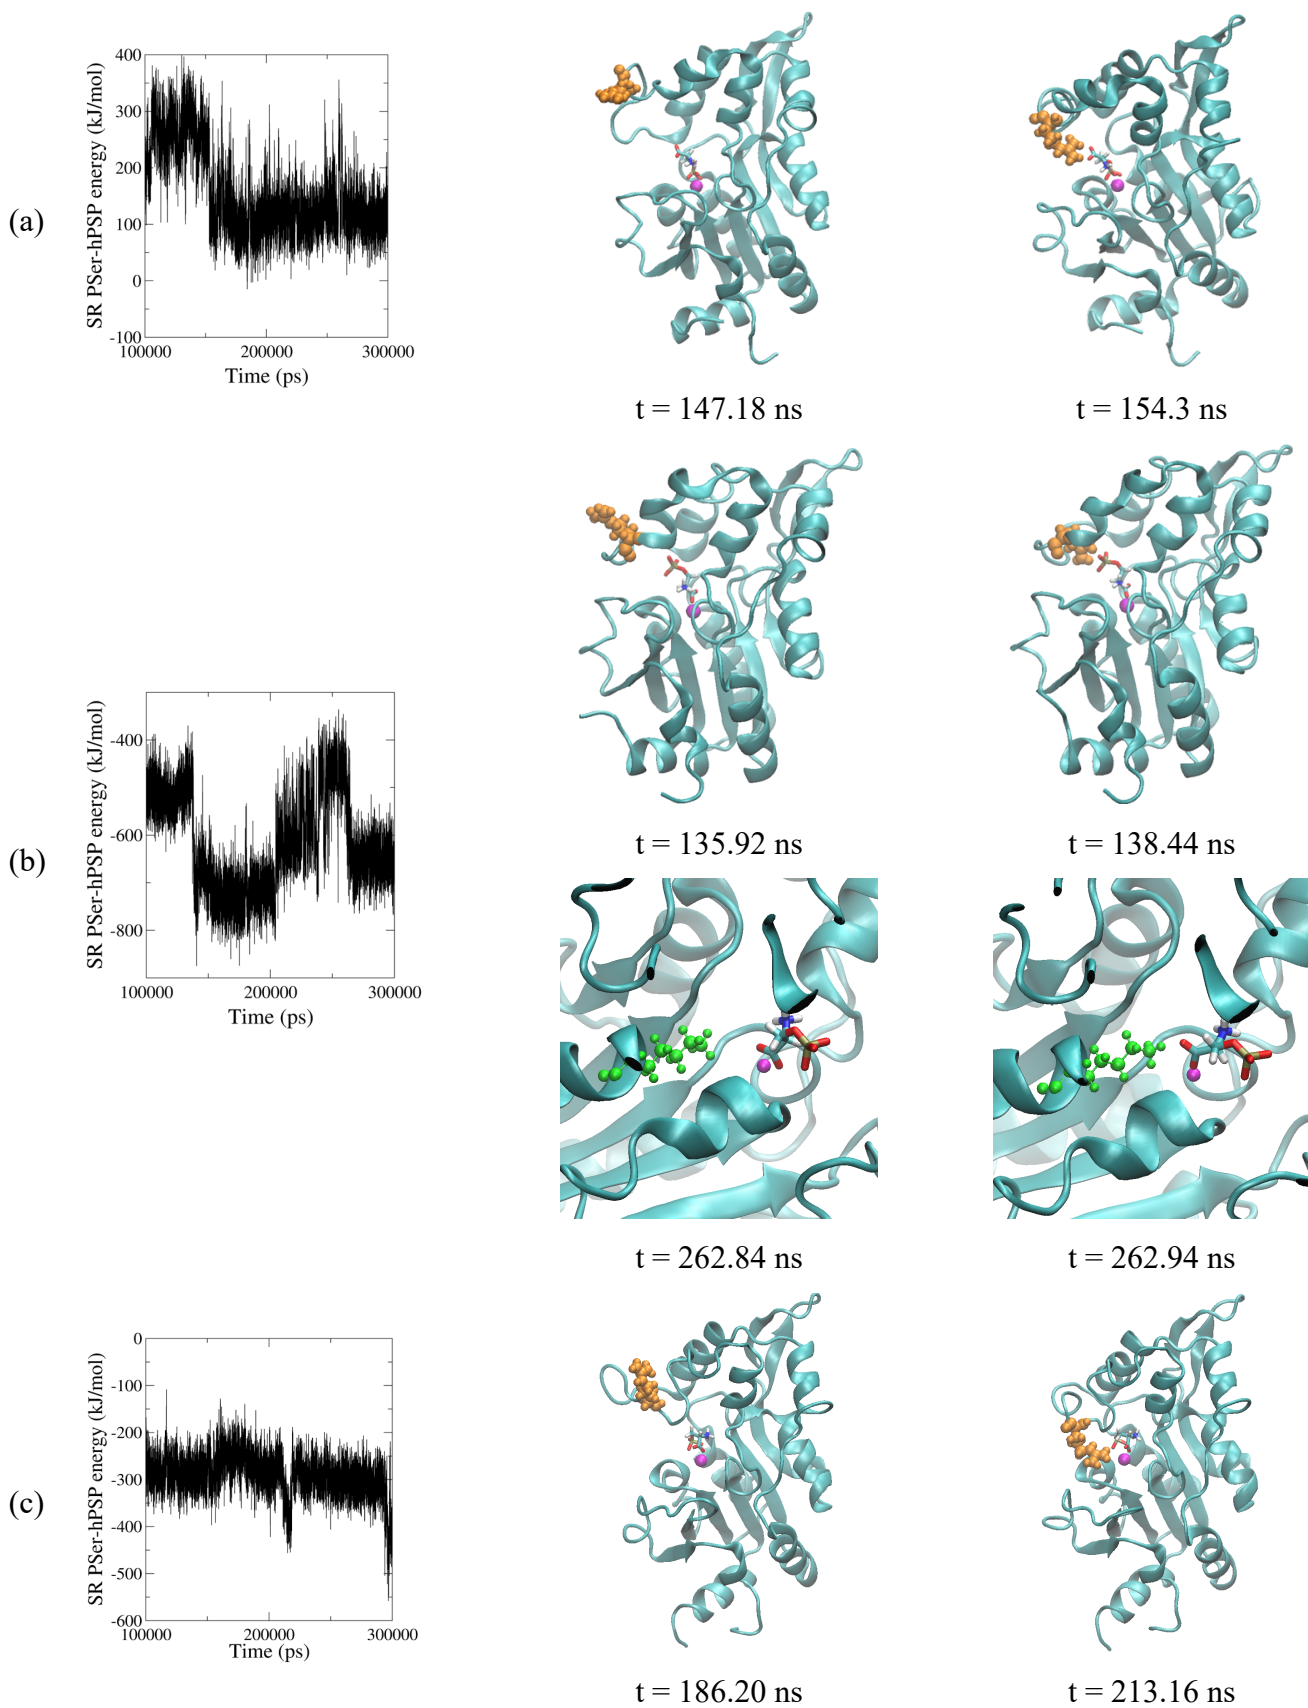 (a)
SR PSer-hPSP energy (kJ/mol)
400
300
200
100
0
-100
100000 200000 300000
Time (ps)
t = 147.18 ns
t = 154.3 ns
(b)
SR PSer-hPSP energy (kJ/mol)
-400
-600
-800
100000 200000 300000
Time (ps)
t = 135.92 ns
t = 138.44 ns
t = 262.84 ns
t = 262.94 ns
(c)
SR PSer-hPSP energy (kJ/mol)
0
-100
-200
-300
-400
-500
-600
100000 200000 300000
Time (ps)
t = 186.20 ns
t = 213.16 ns